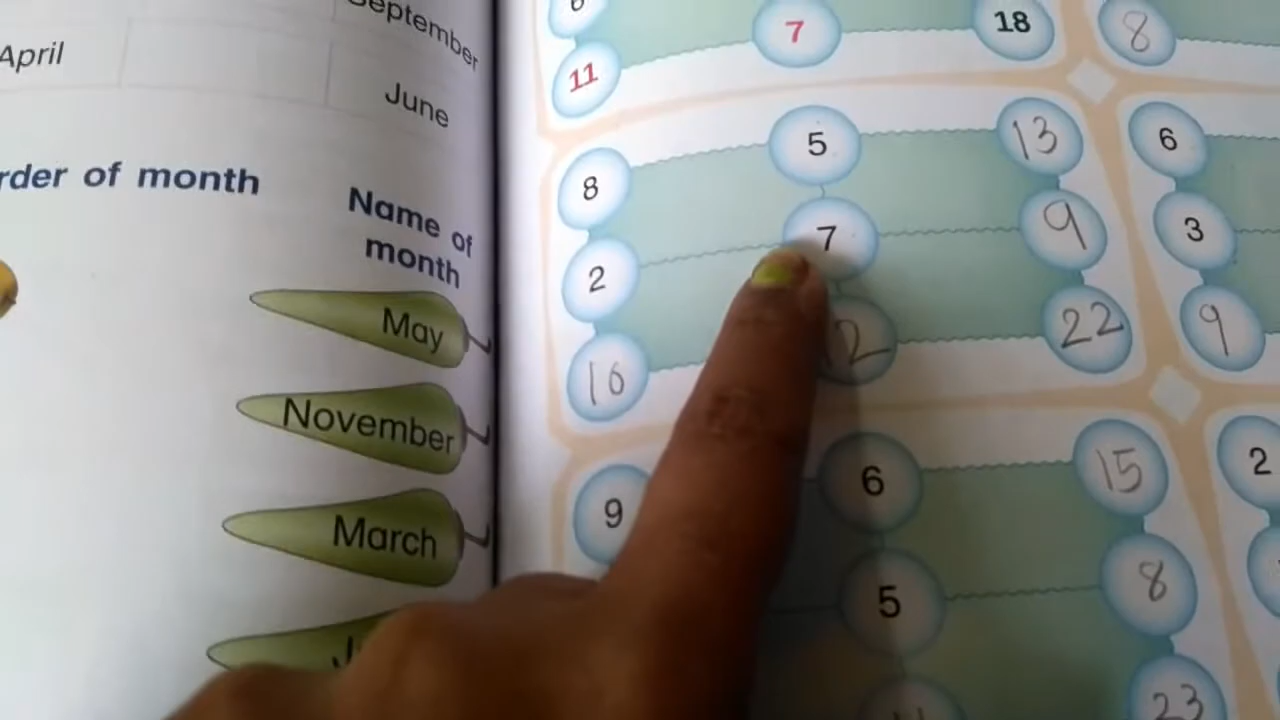 September
April
June
rder of month
Name of
month
May
November
March
7 18 8
11
8 5 13 6
2 7 9 3
16 12 22 9
9 6 15 2
5 8
23